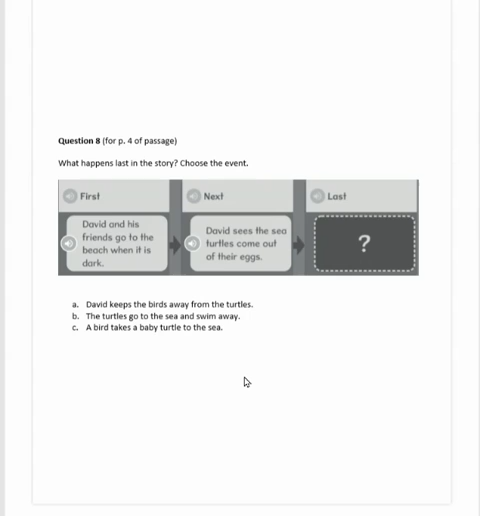 Question 8 (for p. 4 of passage)
What happens last in the story? Choose the event.
First
Next
Last
David and his
friends go to the
beach when it is
dark.
David sees the sea
turtles come out
of their eggs.
?
a. David keeps the birds away from the turtles.
b. The turtles go to the sea and swim away.
c. A bird takes a baby turtle to the sea.